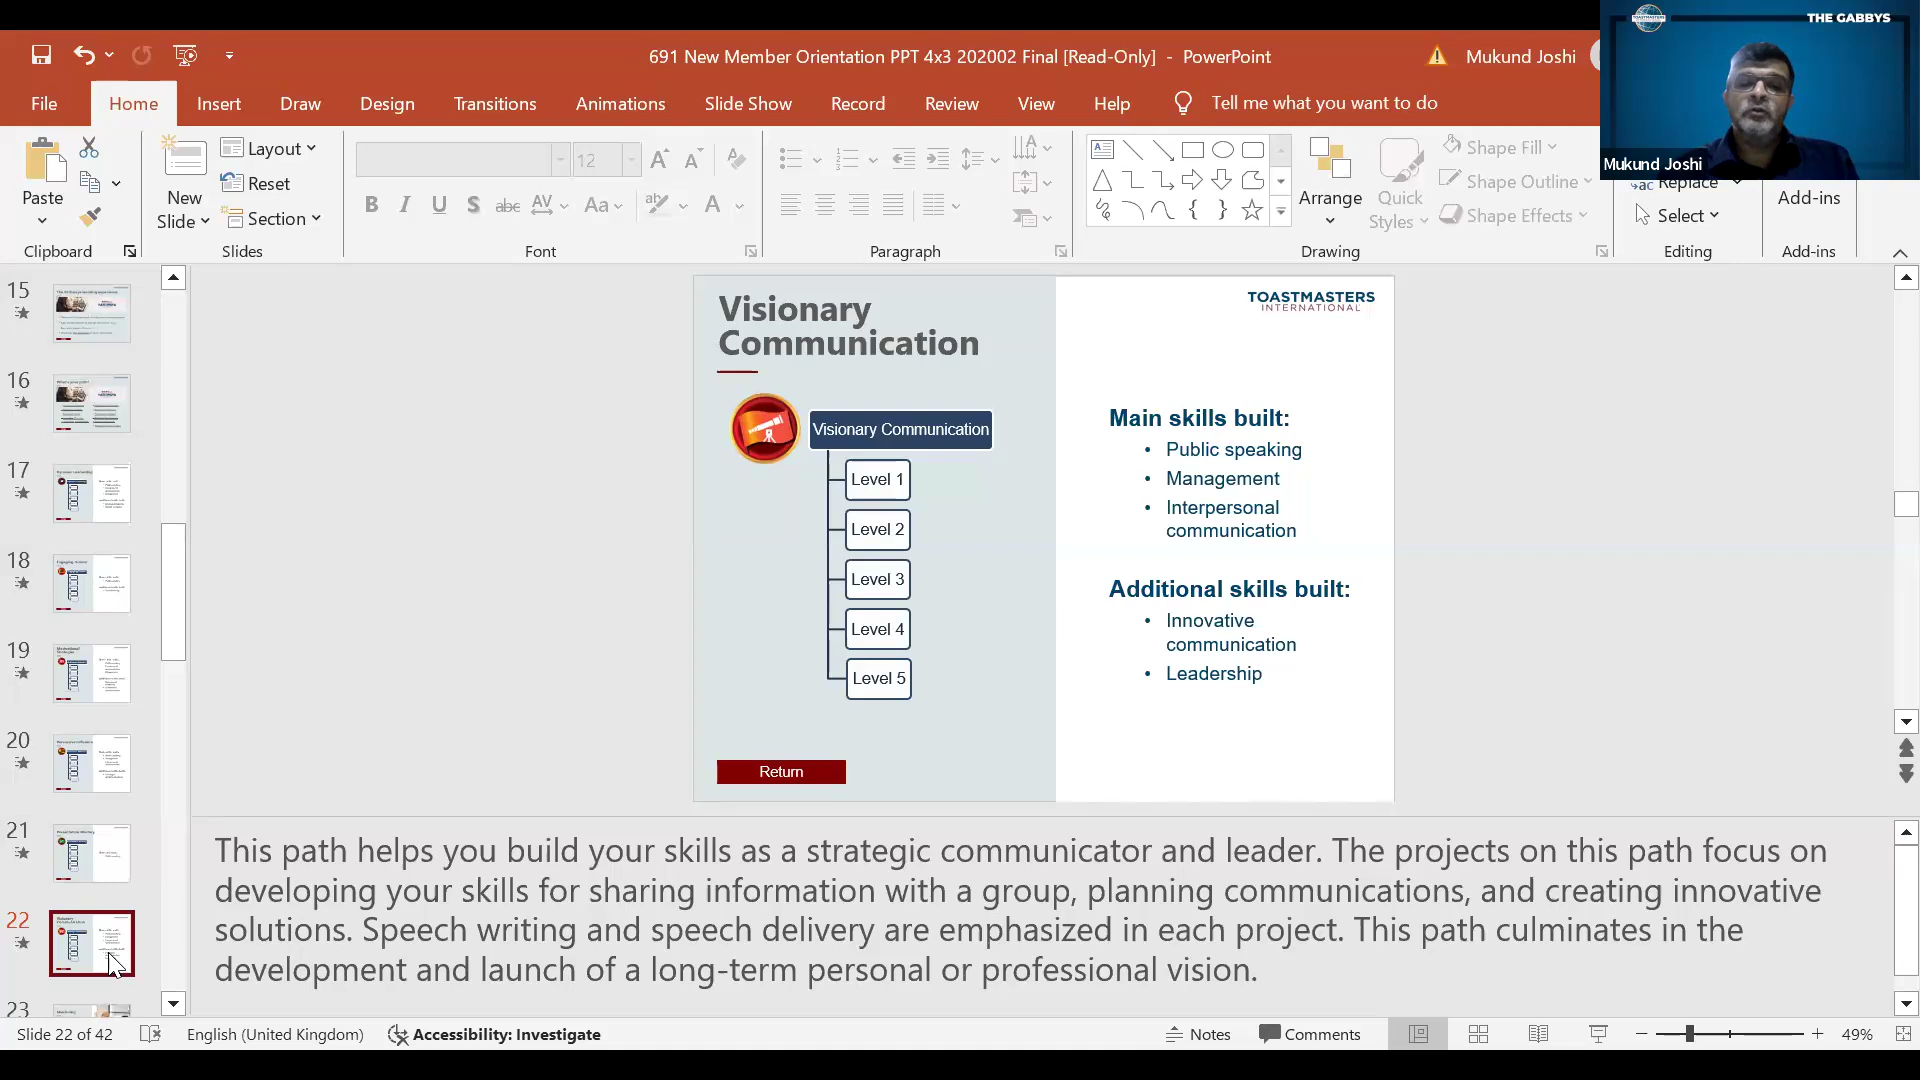 TOASTMASTERS
THE GABBYS
691 New Member Orientation PPT 4x3 202002 Final [Read-Only] - PowerPoint
Mukund Joshi
File Home Insert Draw Design Transitions Animations Slide Show Record Review View Help Tell me what you want to do
Mukund Joshi
Paste
Clipboard
New
Slide
Layout
Reset
Section
Slides
12
B I U S abc AV Aa A
Font
Paragraph
Arrange
Quick
Styles
Shape Fill
Shape Outline
Shape Effects
Drawing
Replace
Select
Editing
Add-ins
Add-ins
15
16
17
18
19
20
21
22
23
Visionary
Communication
TOASTMASTERS
INTERNATIONAL
Visionary Communication
Level 1
Level 2
Level 3
Level 4
Level 5
Return
Main skills built:
• Public speaking
• Management
• Interpersonal
communication
Additional skills built:
• Innovative
communication
• Leadership
This path helps you build your skills as a strategic communicator and leader. The projects on this path focus on
developing your skills for sharing information with a group, planning communications, and creating innovative
solutions. Speech writing and speech delivery are emphasized in each project. This path culminates in the
development and launch of a long-term personal or professional vision.
Slide 22 of 42 English (United Kingdom) Accessibility: Investigate Notes Comments 49%